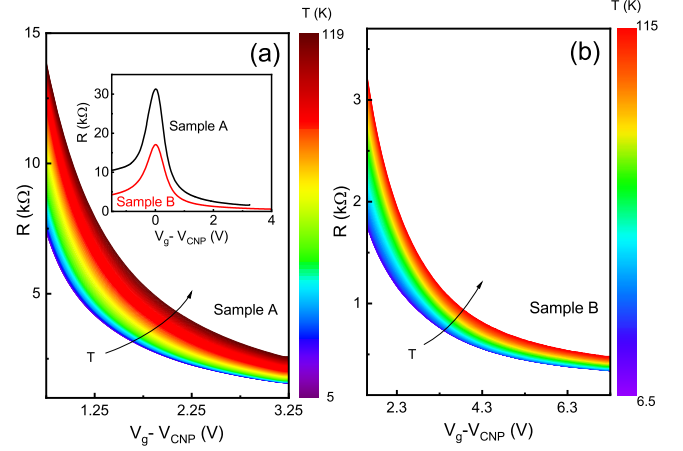 T (K)
119
5
(a)
15
10
5
R (kΩ)
1.25
2.25
3.25
Vg- VCNP (V)
Sample A
T
30
20
10
0
R (kΩ)
0
2
4
Vg- VCNP (V)
Sample A
Sample B
T (K)
115
6.5
(b)
3
2
1
R (kΩ)
2.3
4.3
6.3
Vg-VCNP (V)
Sample B
T